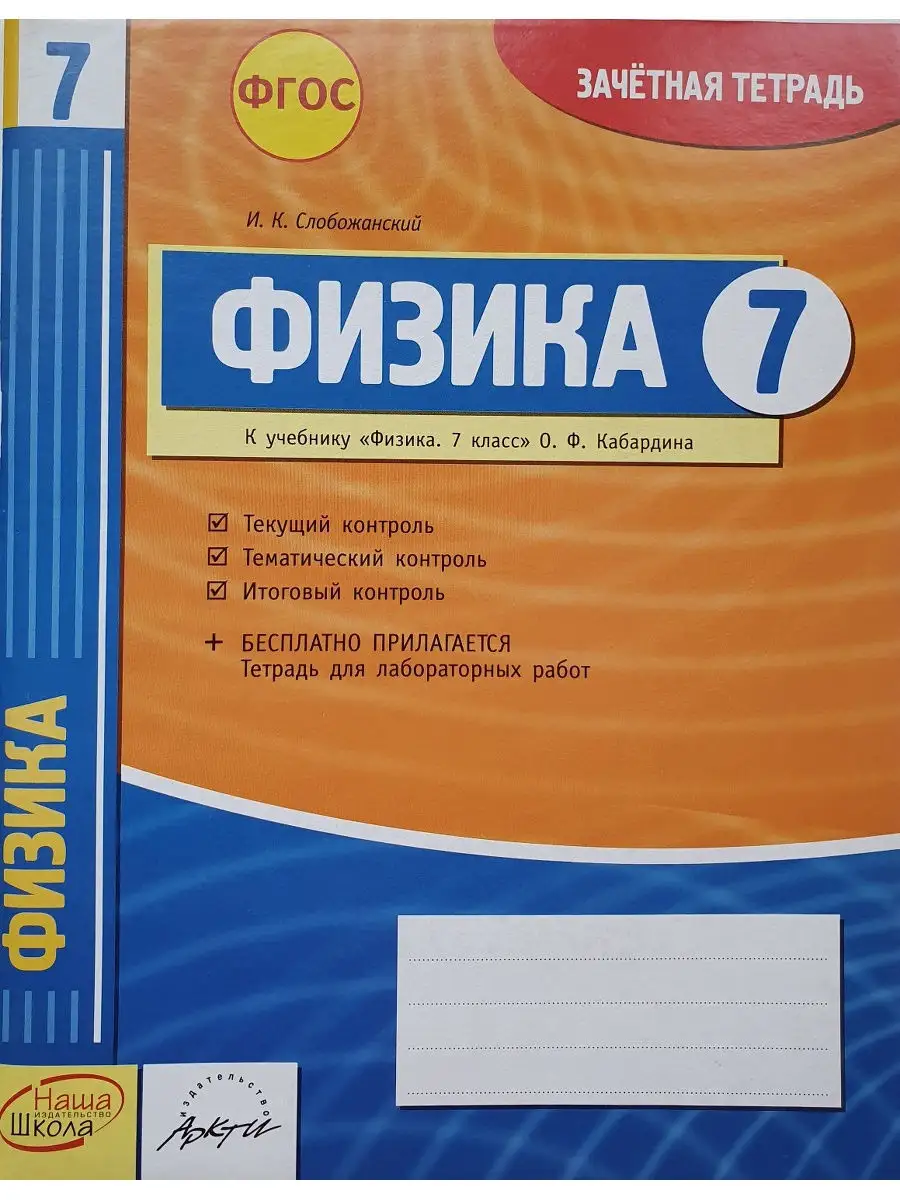 7
ФГОС
ЗАЧЁТНАЯ ТЕТРАДЬ
И. К. Слобожанский
ФИЗИКА 7
К учебнику «Физика. 7 класс» О. Ф. Кабардина
Текущий контроль
Тематический контроль
Итоговый контроль
+ БЕСПЛАТНО ПРИЛАГАЕТСЯ
Тетрадь для лабораторных работ
ФИЗИКА
Наша
ИЗДАТЕЛЬСТВО
Школа
издательство
АРКТИ